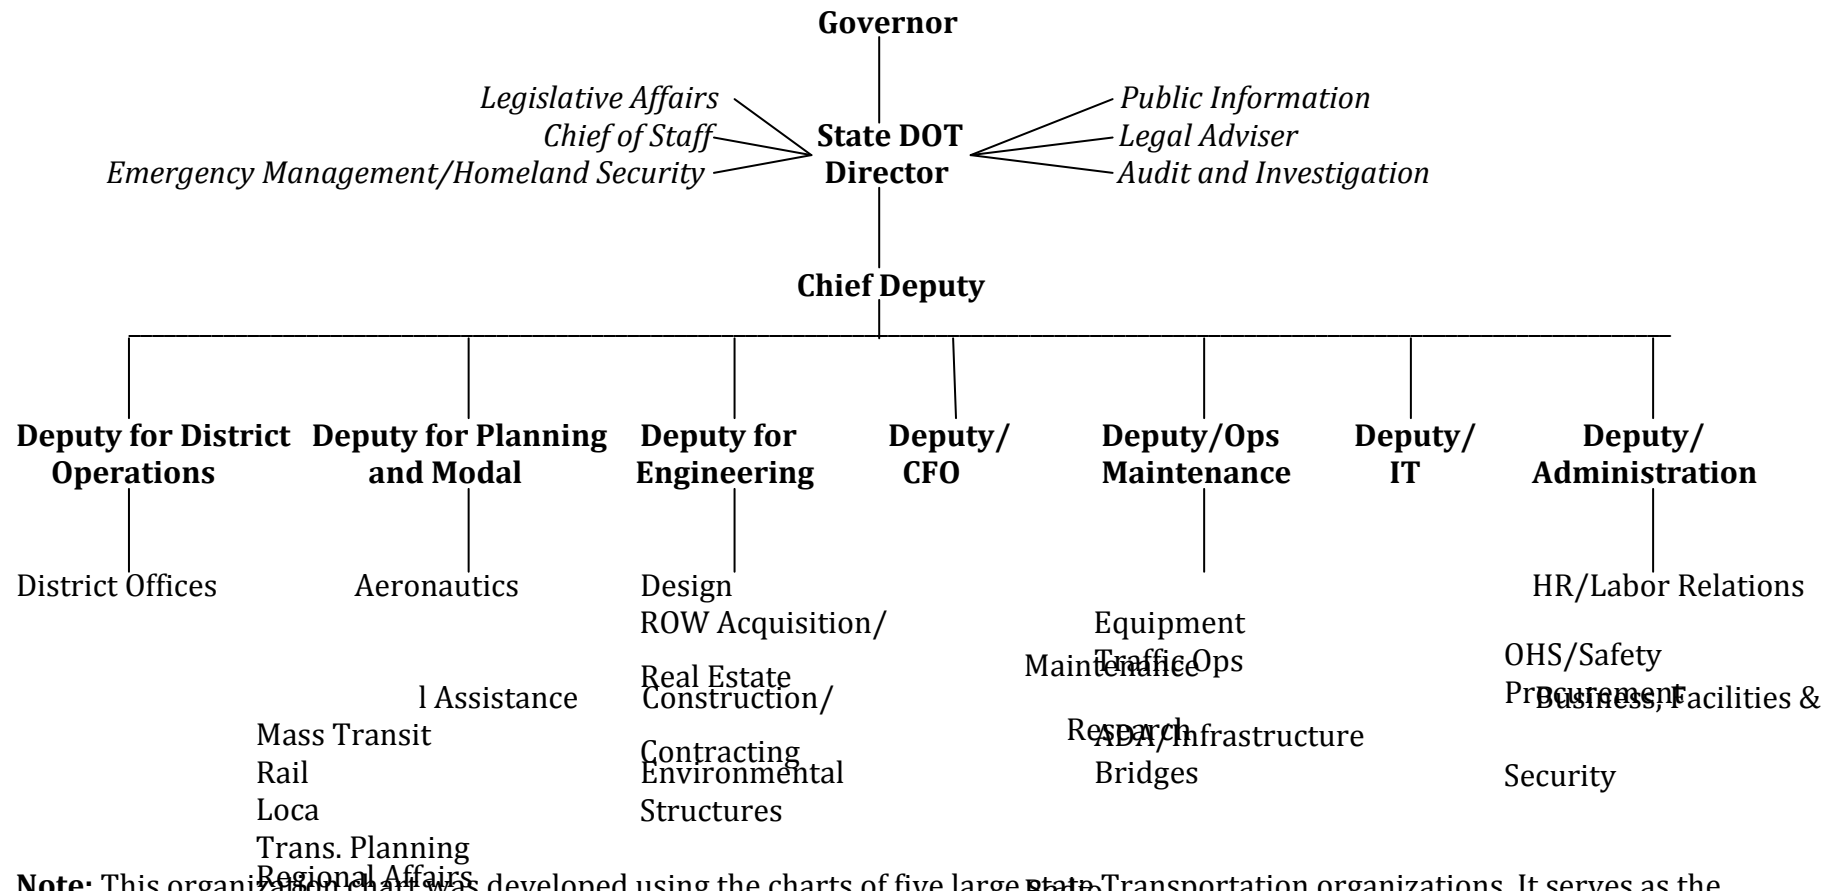 Governor
Legislative Affairs
Chief of Staff
Emergency Management/Homeland Security
State DOT
Director
Public Information
Legal Adviser
Audit and Investigation
Chief Deputy
Deputy for District
Operations
Deputy for Planning
and Modal
Deputy for
Engineering
Deputy/
CFO
Deputy/Ops
Maintenance
Deputy/
IT
Deputy/
Administration
District Offices
Aeronautics
l Assistance
Mass Transit
Rail
Loca
Trans. Planning
Regional Affairs
Design
ROW Acquisition/
Real Estate
Construction/
Contracting
Environmental
Structures
Equipment
Traffic Ops
Maintenance
Research
ADA/Infrastructure
Bridges
HR/Labor Relations
OHS/Safety
Procurement
Business, Facilities &
Security
Note: This organization chart was developed using the charts of five large state Transportation organizations. It serves as the